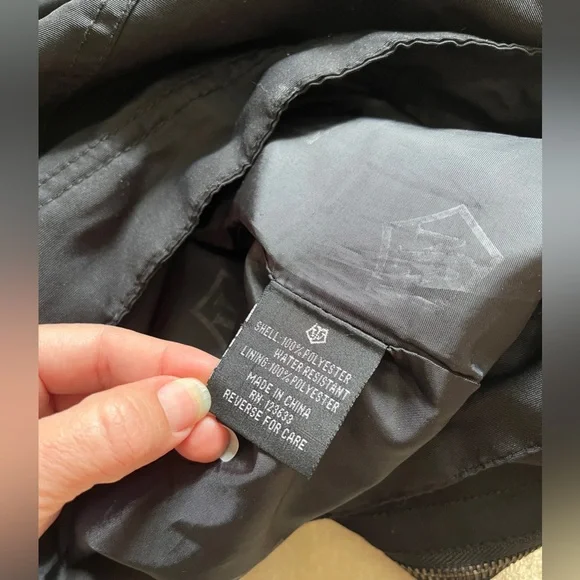 SHELL: 100% POLYESTER
WATER RESISTANT
LINING: 100% POLYESTER
MADE IN CHINA
RN. 123633
REVERSE FOR CARE